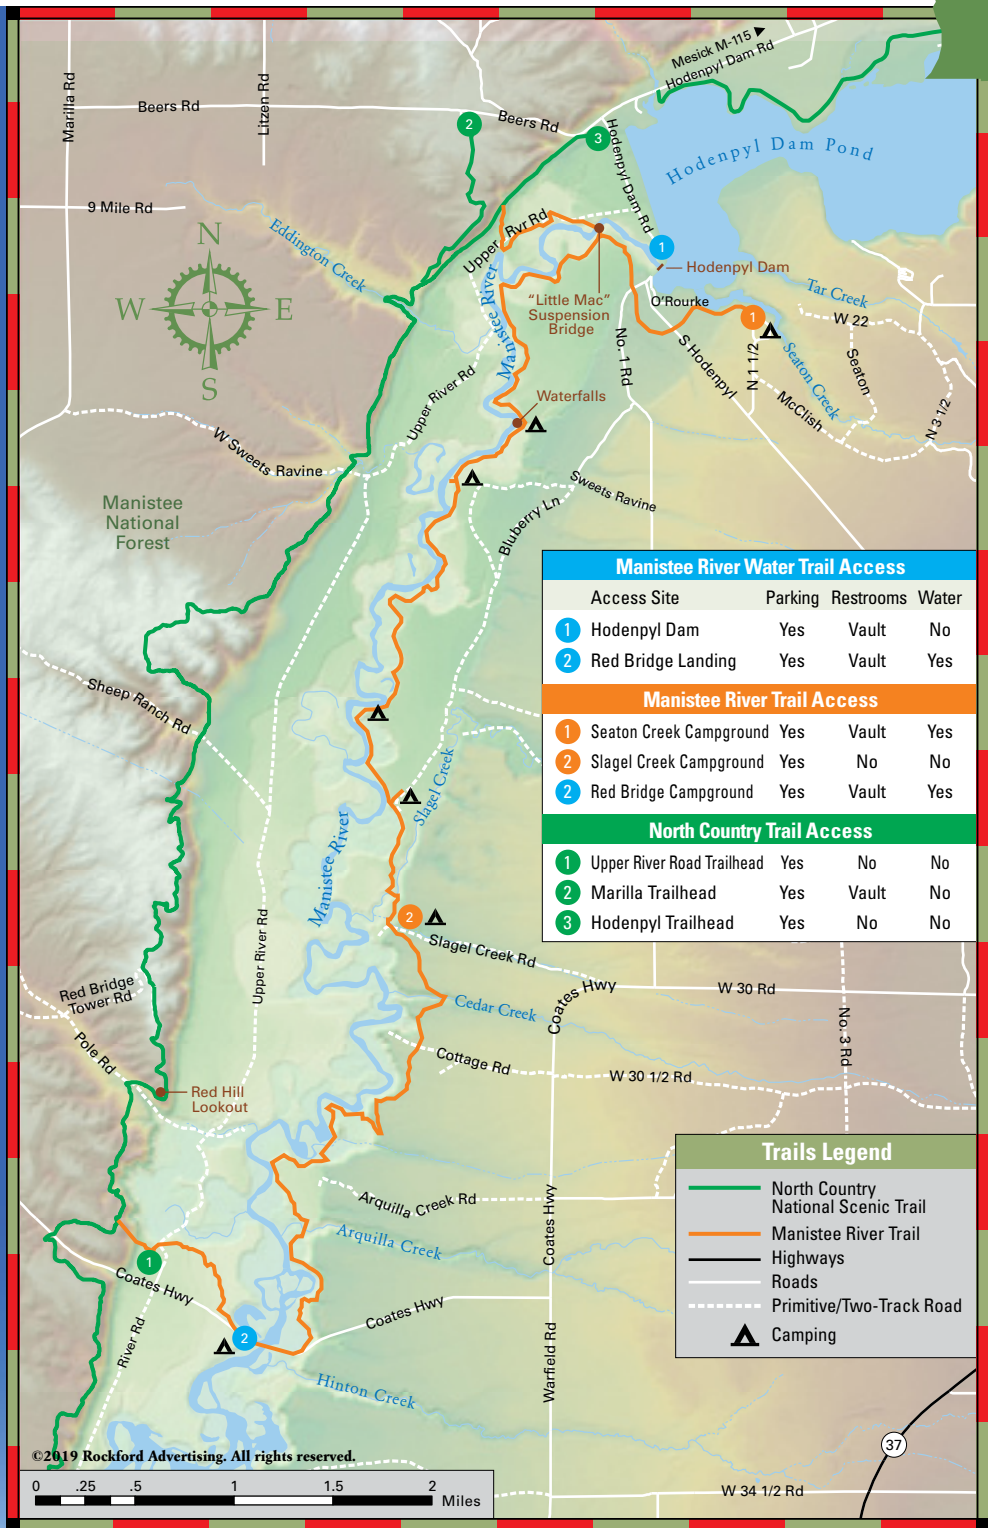 Mesick M-115
Hodenpyl Dam Rd
Marilla Rd
Litzen Rd
Beers Rd
2
Beers Rd
3
Hodenpyl Dam Rd
Hodenpyl Dam Pond
9 Mile Rd
Eddington Creek
Upper Rvr Rd
1
Hodenpyl Dam
N
W
E
S
Manistee River
"Little Mac"
Suspension
Bridge
O'Rourke
Tar Creek
1
W 22
No. 1 Rd
S Hodenpyl
N 1 1/2
Seaton Creek
Seaton
McClish
N 3 1/2
Upper River Rd
Waterfalls
W Sweets Ravine
Sweets Ravine
Bluberry Ln
Manistee
National
Forest
Manistee River Water Trail Access
Access Site Parking Restrooms Water
1 Hodenpyl Dam Yes Vault No
2 Red Bridge Landing Yes Vault Yes
Manistee River Trail Access
1 Seaton Creek Campground Yes Vault Yes
2 Slagel Creek Campground Yes No No
2 Red Bridge Campground Yes Vault Yes
North Country Trail Access
1 Upper River Road Trailhead Yes No No
2 Marilla Trailhead Yes Vault No
3 Hodenpyl Trailhead Yes No No
Sheep Ranch Rd
Slagel Creek
Manistee River
Upper River Rd
2
Slagel Creek Rd
Red Bridge
Tower Rd
Cedar Creek
Coates Hwy
W 30 Rd
No. 3 Rd
Pole Rd
Cottage Rd
W 30 1/2 Rd
Red Hill
Lookout
Arquilla Creek Rd
Arquilla Creek
Coates Hwy
1
Coates Hwy
Coates Hwy
2
River Rd
Warfield Rd
Hinton Creek
Trails Legend
North Country
National Scenic Trail
Manistee River Trail
Highways
Roads
Primitive/Two-Track Road
Camping
37
W 34 1/2 Rd
©2019 Rockford Advertising. All rights reserved.
0 .25 .5 1 1.5 2 Miles